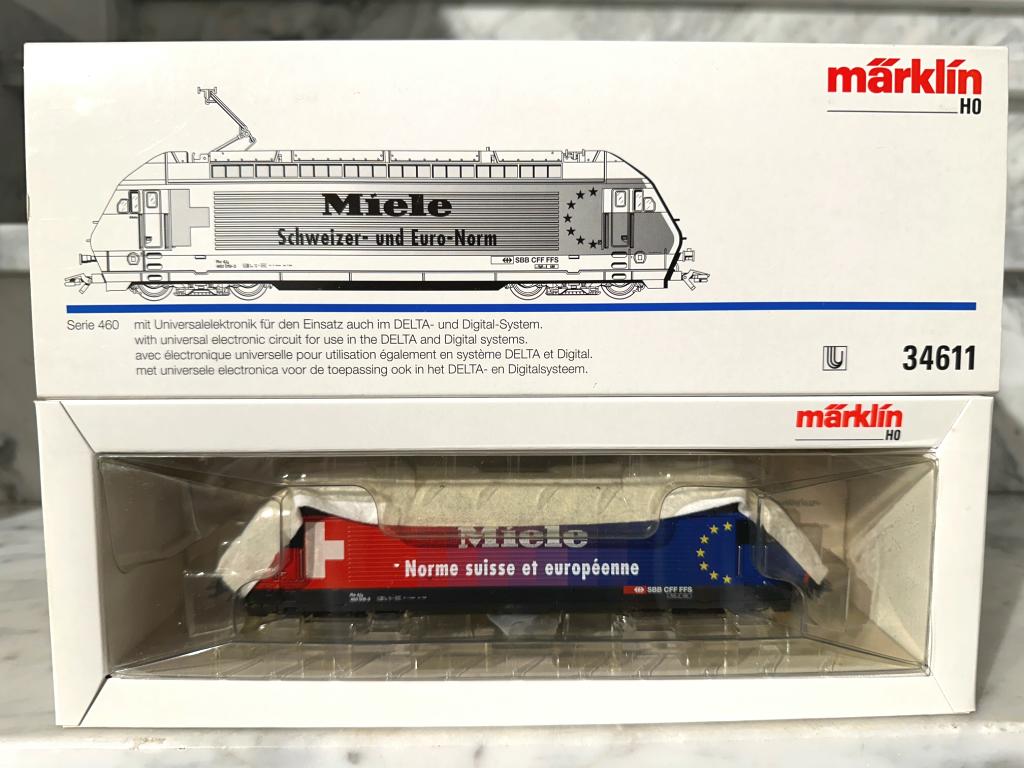 märklin
H0
Miele
Schweizer- und Euro-Norm
SBB CFF FFS
Serie 460 mit Universalelektronik für den Einsatz auch im DELTA- und Digital-System.
with universal electronic circuit for use in the DELTA and Digital systems.
avec électronique universelle pour utilisation également en système DELTA et Digital.
met universele electronica voor de toepassing ook in het DELTA- en Digitalsysteem.
U
34611
märklin
H0
Miele
- Norme suisse et européenne
SBB CFF FFS